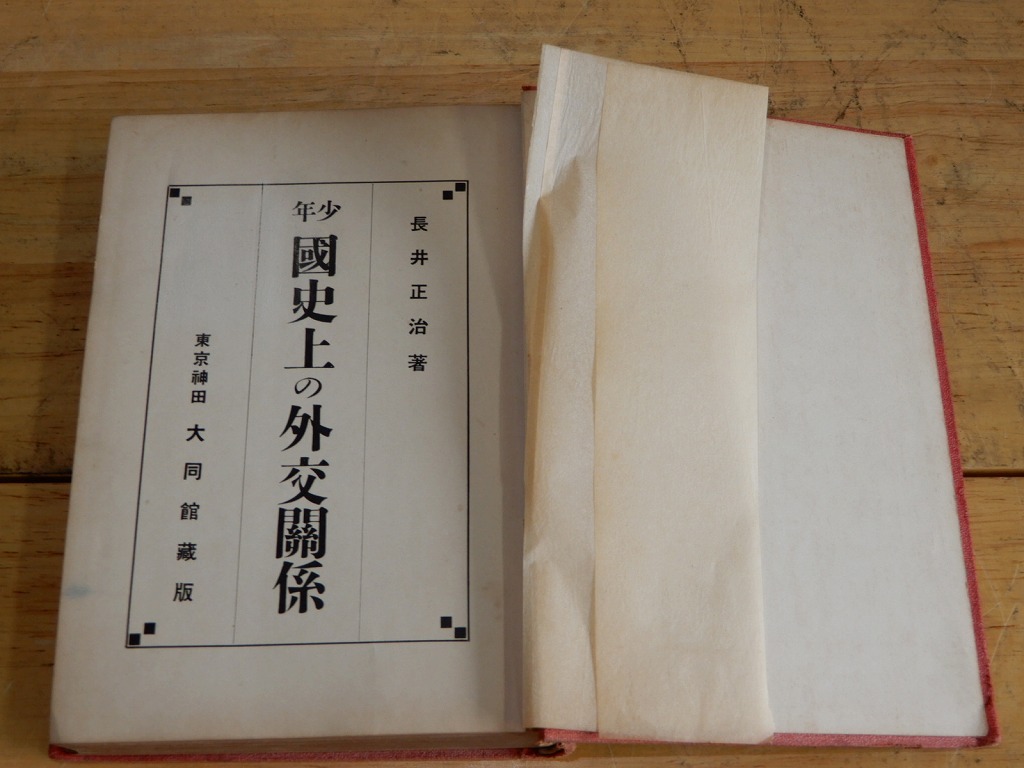 長井正治著
少年 國史上の外交關係
東京神田 大同館藏版